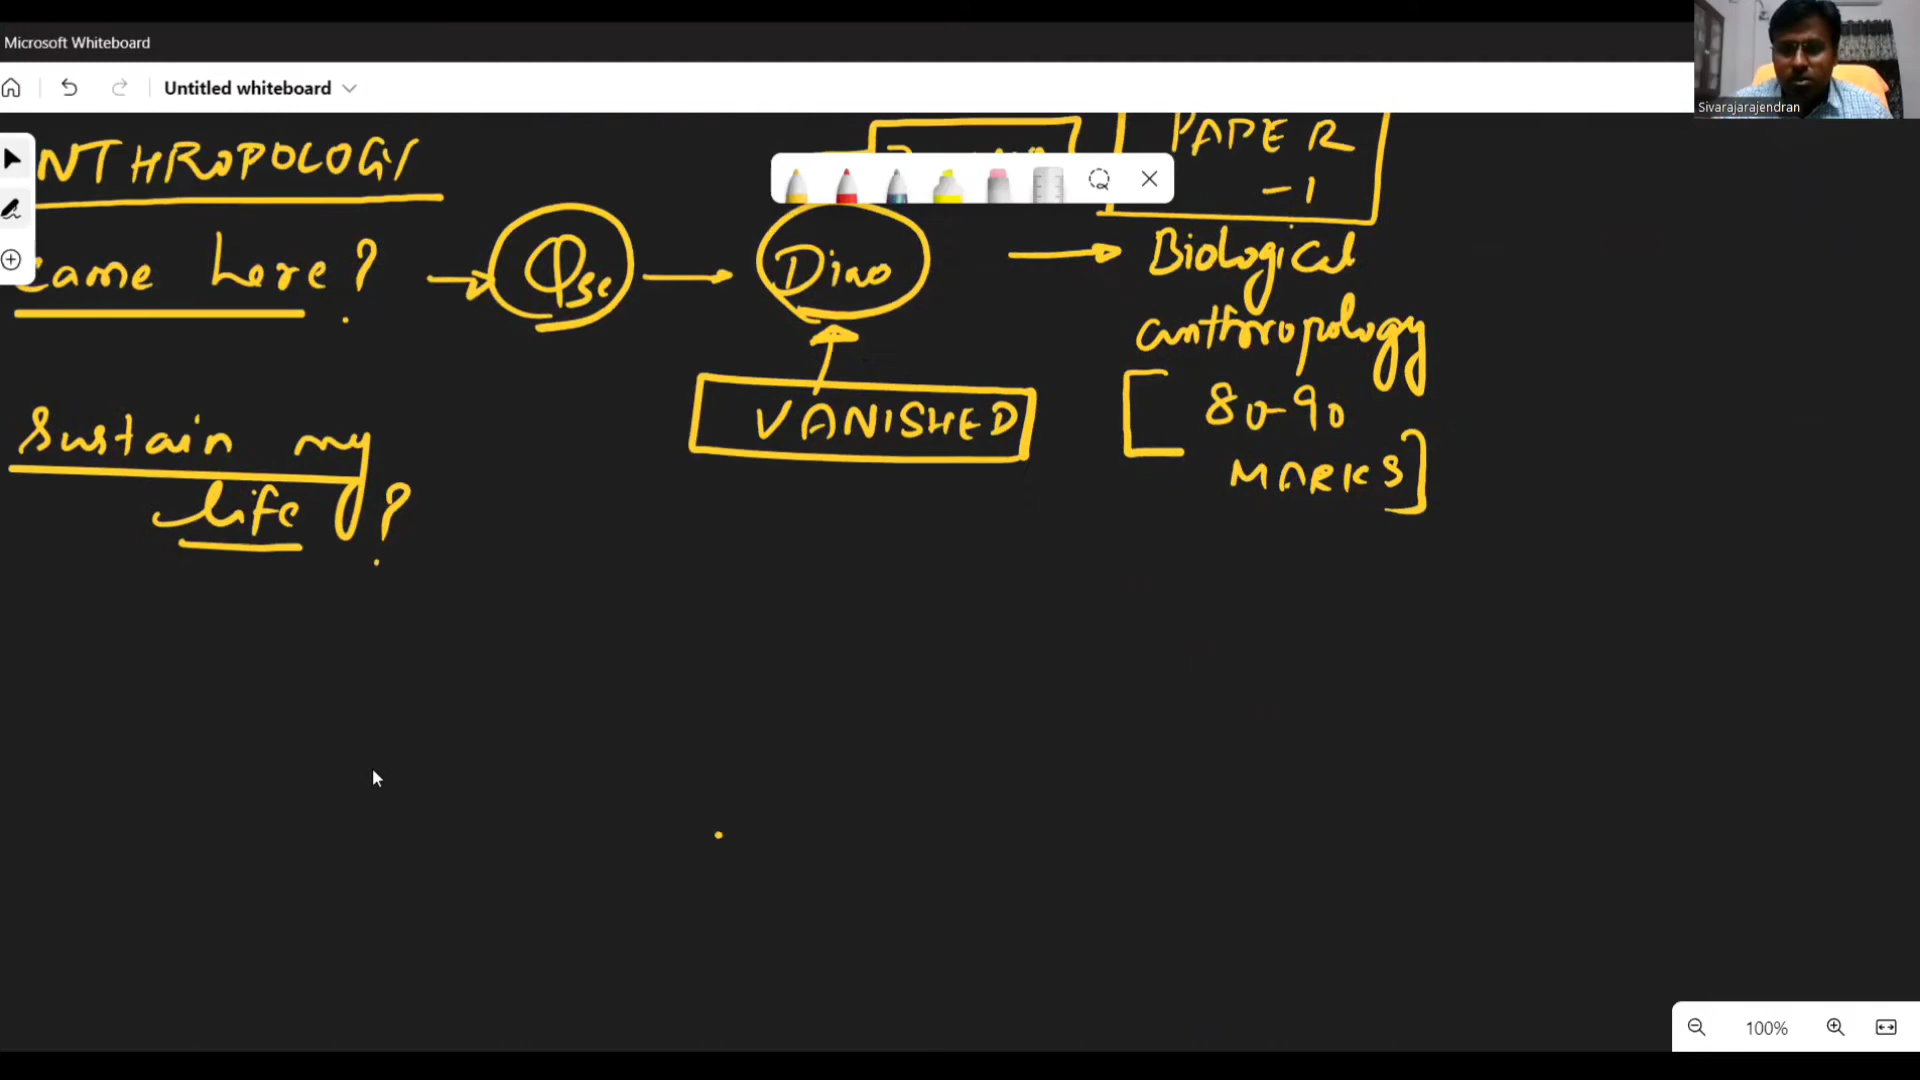 Microsoft Whiteboard
Untitled whiteboard
Sivarajarajendran
NTHROPOLOGY
PAPER
-1
came here?
Dino
Biological
anthropology
VANISHED
[80-90
MARKS]
Sustain my
life?
100%